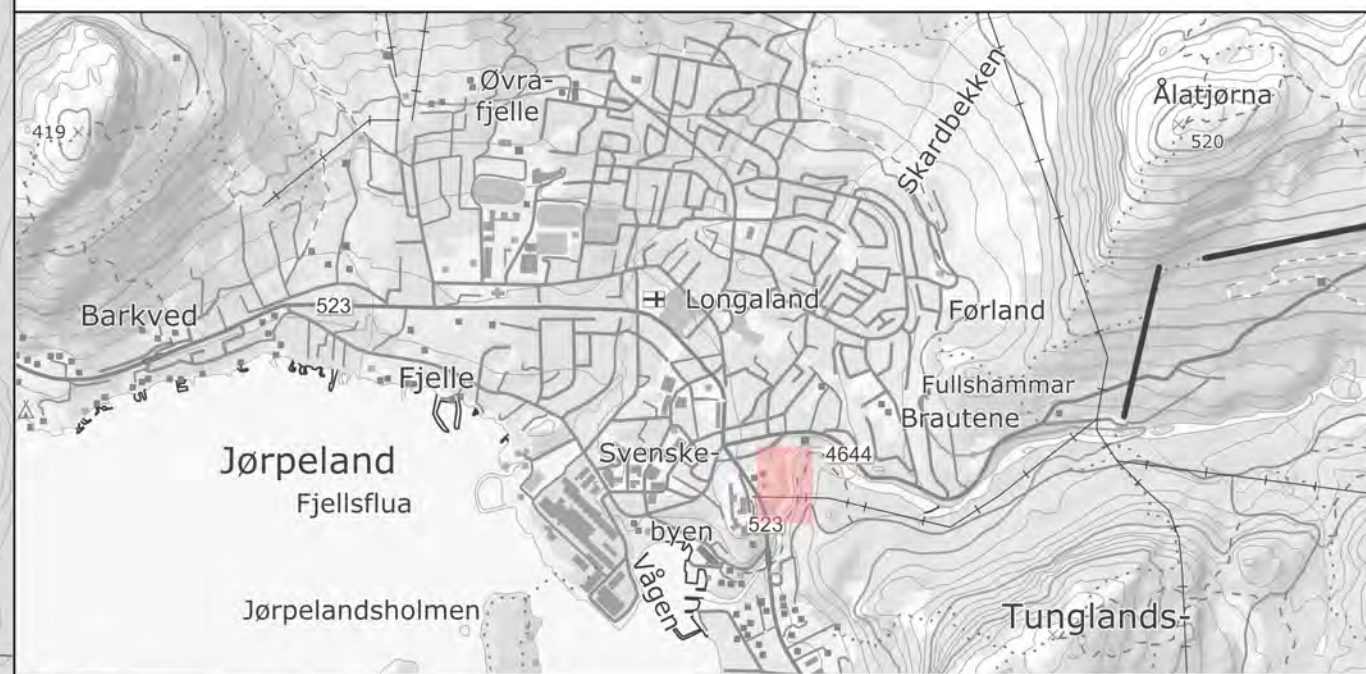 Øvra-
fjelle
Skardbekken
Ålatjørna
520
419
523
Barkved
Longaland
Førland
Fjelle
Fullshammar
Brautene
Jørpeland
Fjellsflua
Svenske-
byen
4644
523
Vågen
Jørpelandsholmen
Tunglands-